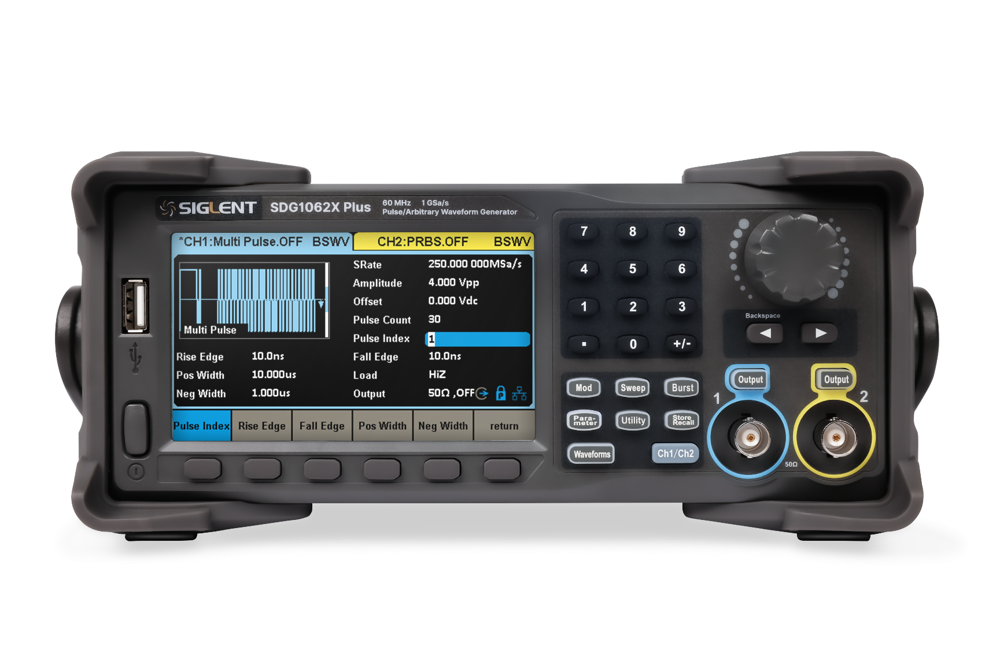 SIGLENT SDG1062X Plus 60 MHz 1 GSa/s
Pulse/Arbitrary Waveform Generator
*CH1:Multi Pulse.OFF BSWV CH2:PRBS.OFF BSWV
SRate 250.000 000MSa/s
Amplitude 4.000 Vpp
Offset 0.000 Vdc
Pulse Count 30
Multi Pulse
Pulse Index 1
Rise Edge 10.0ns Fall Edge 10.0ns
Pos Width 10.000us Load HiZ
Neg Width 1.000us Output 50Ω ,OFF
Pulse Index Rise Edge Fall Edge Pos Width Neg Width return
7 8 9
4 5 6
1 2 3
. 0 +/-
Backspace
Mod Sweep Burst
Para-
meter
Utility
Store
Recall
Waveforms Ch1/Ch2
Output Output
1 2
50Ω